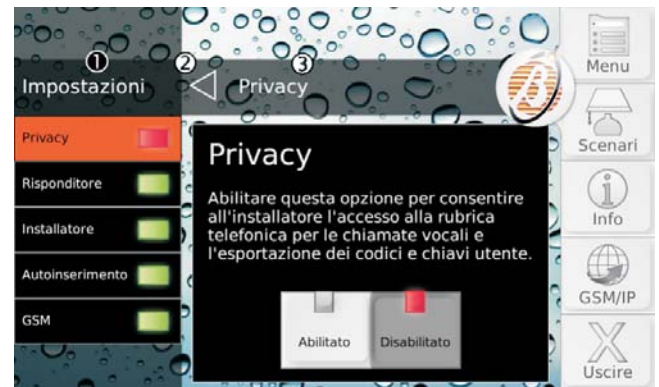 1
2
3
Impostazioni
Privacy
Privacy
Risponditore
Installatore
Autoinserimento
GSM
Privacy
Abilitare questa opzione per consentire
all'installatore l'accesso alla rubrica
telefonica per le chiamate vocali e
l'esportazione dei codici e chiavi utente.
Abilitato
Disabilitato
Menu
Scenari
Info
GSM/IP
Uscire